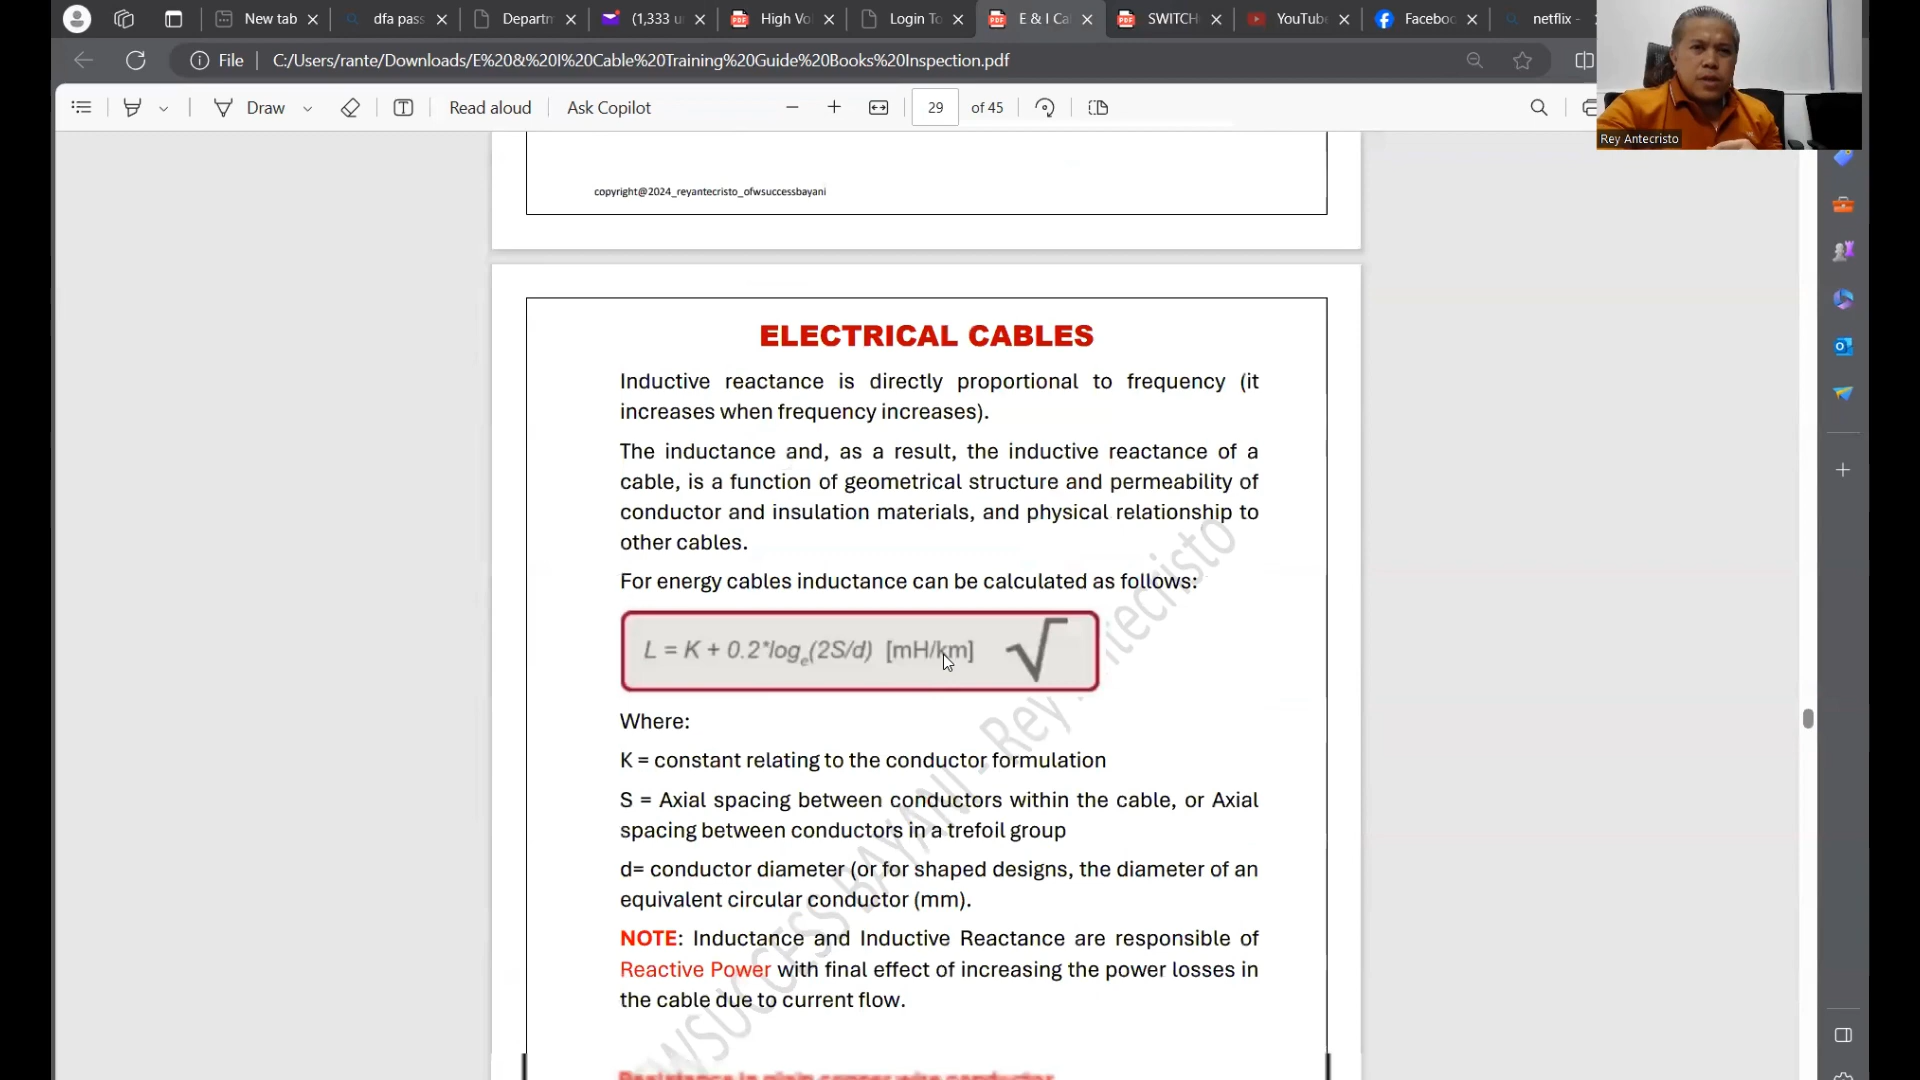 New tab
dfa pass
Departm
(1,333 u
High Vo
Login To
E & I Ca
SWITCH
YouTube
Faceboo
netflix -
File
C:/Users/rante/Downloads/E%20&%20I%20Cable%20Training%20Guide%20Books%20Inspection.pdf
Draw
Read aloud
Ask Copilot
29
of 45
Rey Antecristo
copyright@2024_reyantecristo_ofwsuccessbayani
ELECTRICAL CABLES
Inductive reactance is directly proportional to frequency (it
increases when frequency increases).
The inductance and, as a result, the inductive reactance of a
cable, is a function of geometrical structure and permeability of
conductor and insulation materials, and physical relationship to
other cables.
For energy cables inductance can be calculated as follows:
L = K + 0.2*logₑ(2S/d) [mH/km] √
Where:
K = constant relating to the conductor formulation
S = Axial spacing between conductors within the cable, or Axial
spacing between conductors in a trefoil group
d= conductor diameter (or for shaped designs, the diameter of an
equivalent circular conductor (mm).
NOTE: Inductance and Inductive Reactance are responsible of
Reactive Power with final effect of increasing the power losses in
the cable due to current flow.
Resistance in plain copper wire conductor